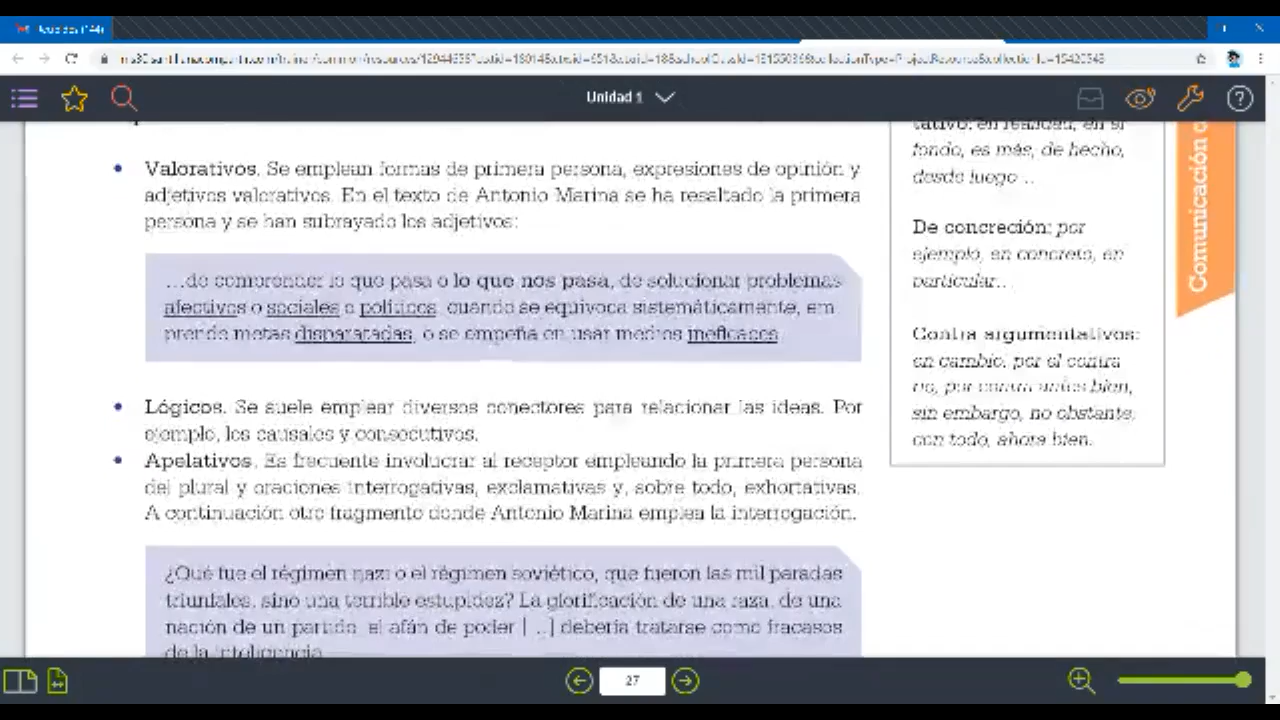 Unidad 1
Valorativos. Se emplean formas de primera persona, expresiones de opinión y
adjetivos valorativos. En el texto de Antonio Marina se ha resaltado la primera
persona y se han subrayado los adjetivos:
…de comprender lo que pasa o lo que nos pasa, de solucionar problemas
afectivos o sociales o políticos, cuando se equivoca sistemáticamente, em
prende metas disparatadas, o se empeña en usar medios ineficaces
Lógicos. Se suele emplear diversos conectores para relacionar las ideas. Por
ejemplo, los causales y consecutivos.
Apelativos. Es frecuente involucrar al receptor empleando la primera persona
del plural y oraciones interrogativas, exclamativas y, sobre todo, exhortativas.
A continuación otro fragmento donde Antonio Marina emplea la interrogación.
¿Qué fue el régimen nazi o el régimen soviético, que fueron las mil paradas
triunfales, sino una terrible estupidez? La glorificación de una raza, de una
nación de un partido, el afán de poder [...] debería tratarse como fracasos
de la inteligencia
tativo: en realidad, en el
fondo, es más, de hecho,
desde luego…
De concreción: por
ejemplo, en concreto, en
particular…
Contra argumentativos:
en cambio, por el contra
rio, por contra antes bien,
sin embargo, no obstante,
con todo, ahora bien.
Comunicación
27